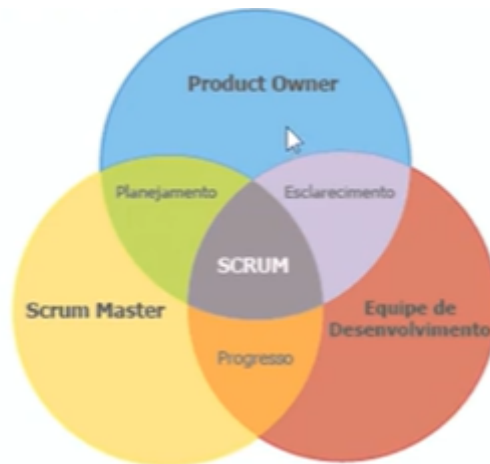 Product Owner
Planejamento
Esclarecimento
SCRUM
Scrum Master
Equipe de
Desenvolvimento
Progresso